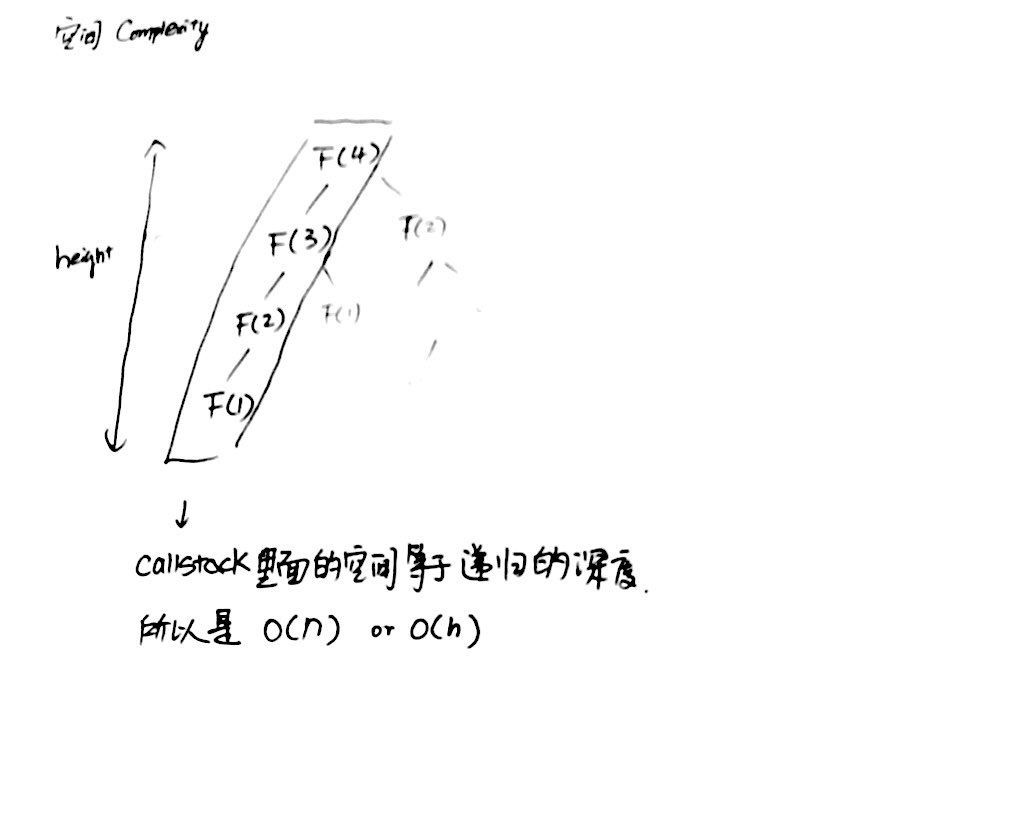 空间 Complexity
F(4)
height
F(3)
F(2)
F(2)
F(1)
F(1)
callstack里面的空间等于递归的深度.
所以是 O(n) or O(h)